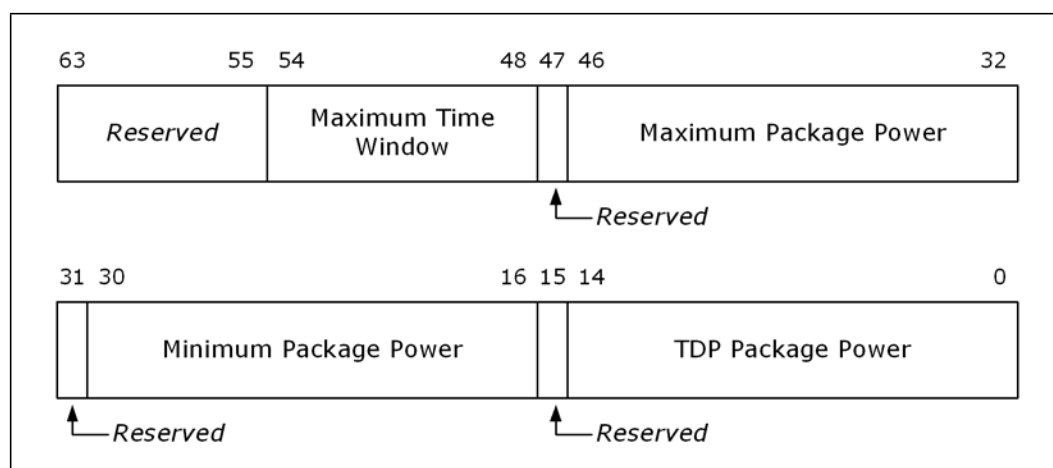 63 55 54 48 47 46 32
Reserved Maximum Time Window Maximum Package Power
Reserved
31 30 16 15 14 0
Minimum Package Power TDP Package Power
Reserved Reserved